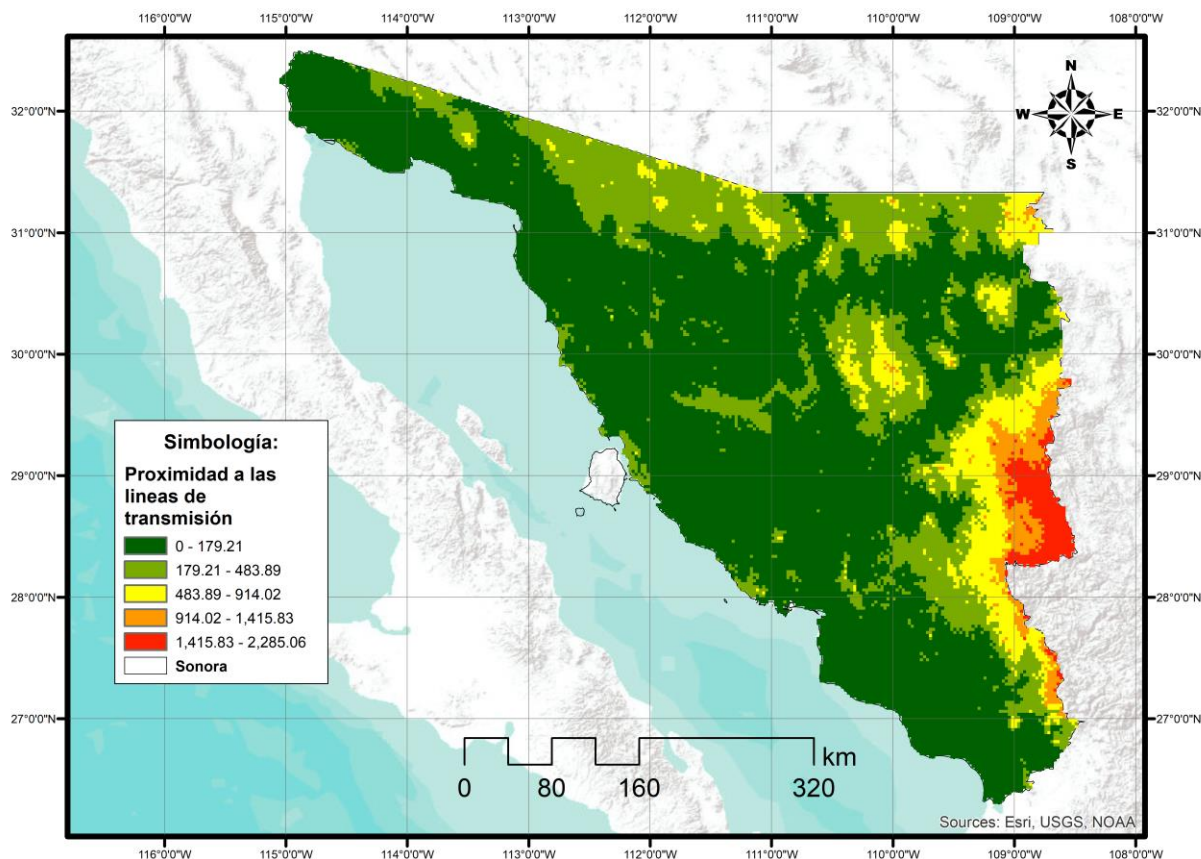 116°0'0"W 115°0'0"W 114°0'0"W 113°0'0"W 112°0'0"W 111°0'0"W 110°0'0"W 109°0'0"W 108°0'0"W
N
W E
S
32°0'0"N 32°0'0"N
31°0'0"N 31°0'0"N
30°0'0"N 30°0'0"N
29°0'0"N 29°0'0"N
28°0'0"N 28°0'0"N
27°0'0"N 27°0'0"N
Simbología:
Proximidad a las
lineas de
transmisión
0 - 179.21
179.21 - 483.89
483.89 - 914.02
914.02 - 1,415.83
1,415.83 - 2,285.06
Sonora
km
0 80 160 320
Sources: Esri, USGS, NOAA
116°0'0"W 115°0'0"W 114°0'0"W 113°0'0"W 112°0'0"W 111°0'0"W 110°0'0"W 109°0'0"W 108°0'0"W